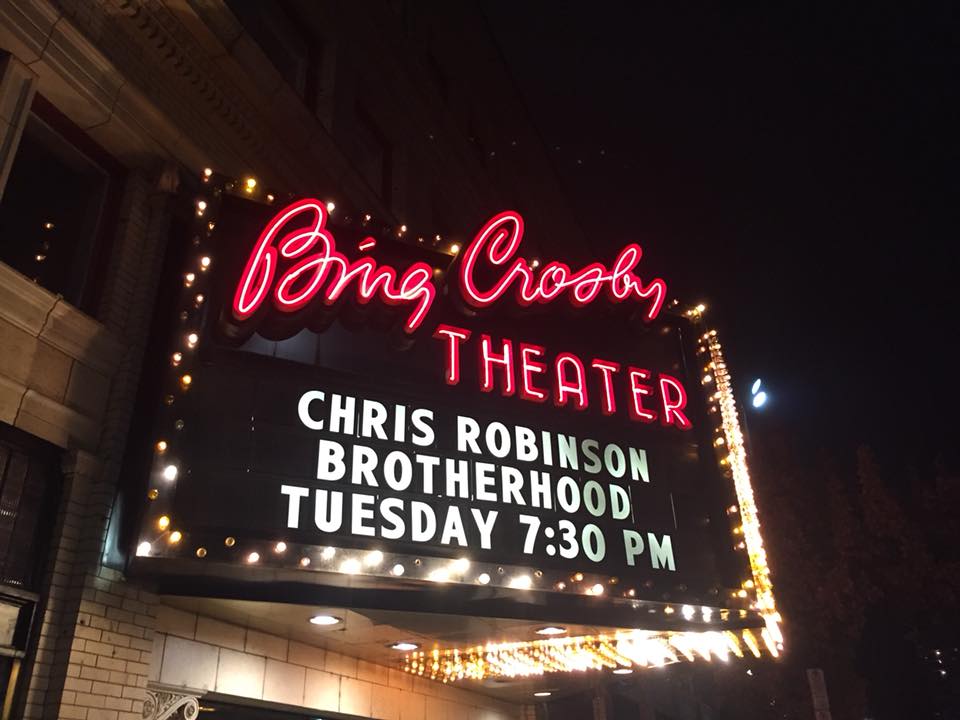 Bing Crosby
THEATER
CHRIS ROBINSON
BROTHERHOOD
TUESDAY 7:30 PM